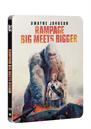 DWAYNE JOHNSON
RAMPAGE
BIG MEETS BIGGER